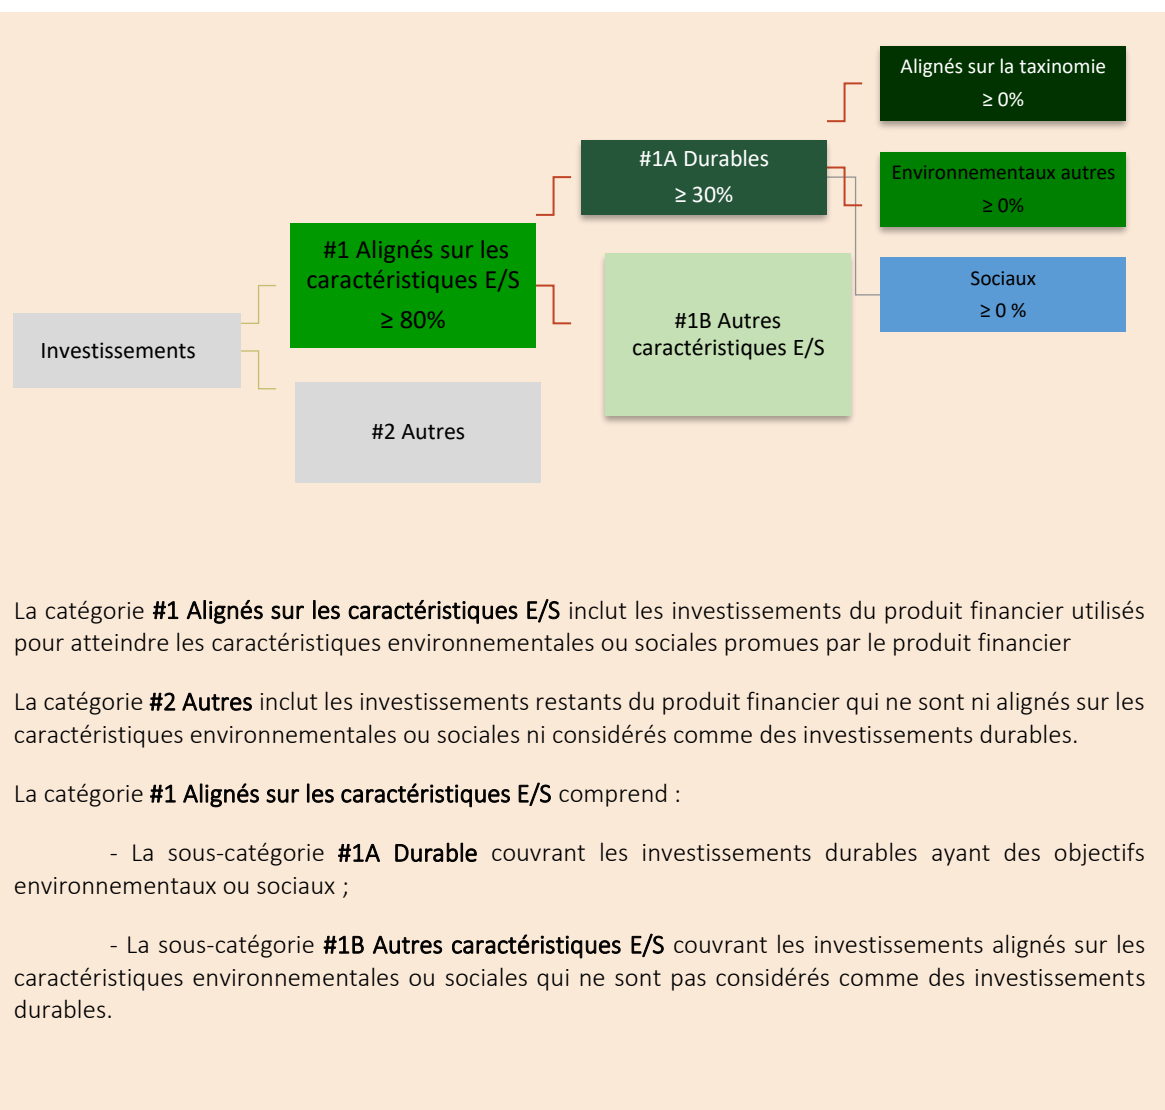 Alignés sur la taxinomie
≥ 0%
#1A Durables
≥ 30%
Environnementaux autres
≥ 0%
#1 Alignés sur les
caractéristiques E/S
≥ 80%
Sociaux
≥ 0 %
#1B Autres
caractéristiques E/S
Investissements
#2 Autres
La catégorie #1 Alignés sur les caractéristiques E/S inclut les investissements du produit financier utilisés
pour atteindre les caractéristiques environnementales ou sociales promues par le produit financier
La catégorie #2 Autres inclut les investissements restants du produit financier qui ne sont ni alignés sur les
caractéristiques environnementales ou sociales ni considérés comme des investissements durables.
La catégorie #1 Alignés sur les caractéristiques E/S comprend :
- La sous-catégorie #1A Durable couvrant les investissements durables ayant des objectifs
environnementaux ou sociaux ;
- La sous-catégorie #1B Autres caractéristiques E/S couvrant les investissements alignés sur les
caractéristiques environnementales ou sociales qui ne sont pas considérés comme des investissements
durables.